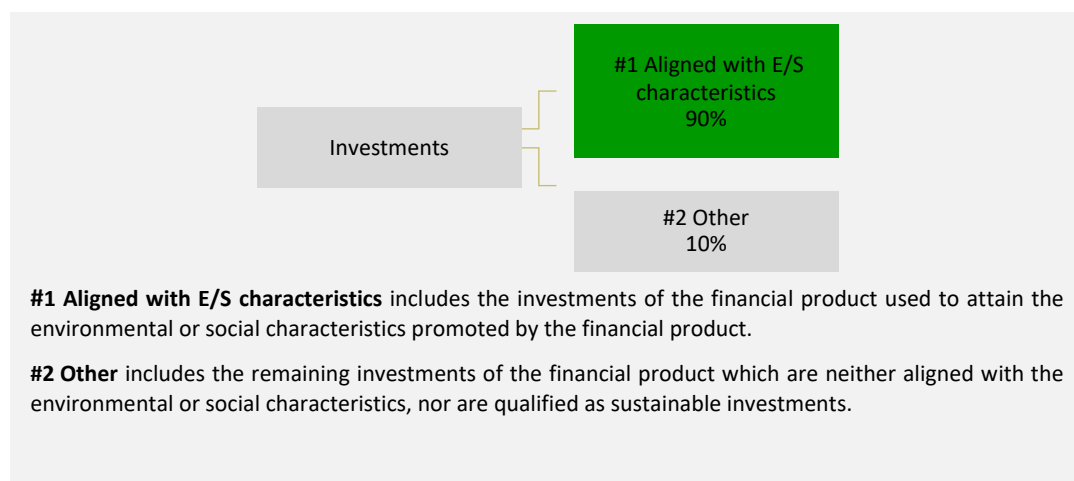 #1 Aligned with E/S
characteristics
90%
Investments
#2 Other
10%
#1 Aligned with E/S characteristics includes the investments of the financial product used to attain the
environmental or social characteristics promoted by the financial product.
#2 Other includes the remaining investments of the financial product which are neither aligned with the
environmental or social characteristics, nor are qualified as sustainable investments.